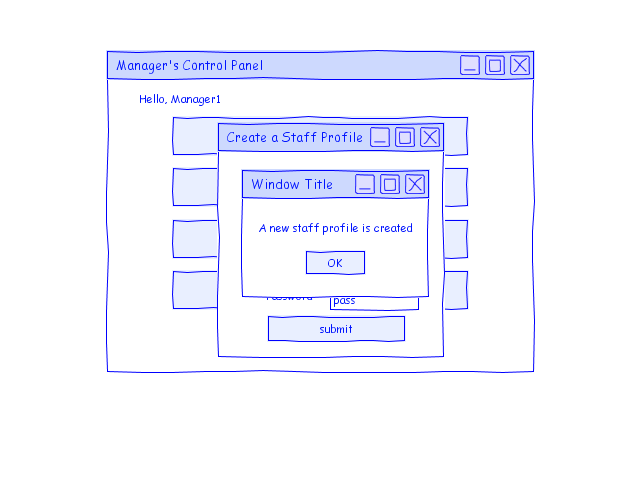 Manager's Control Panel
Hello, Manager1
Create a Staff Profile
Window Title
A new staff profile is created
OK
Password
pass
submit